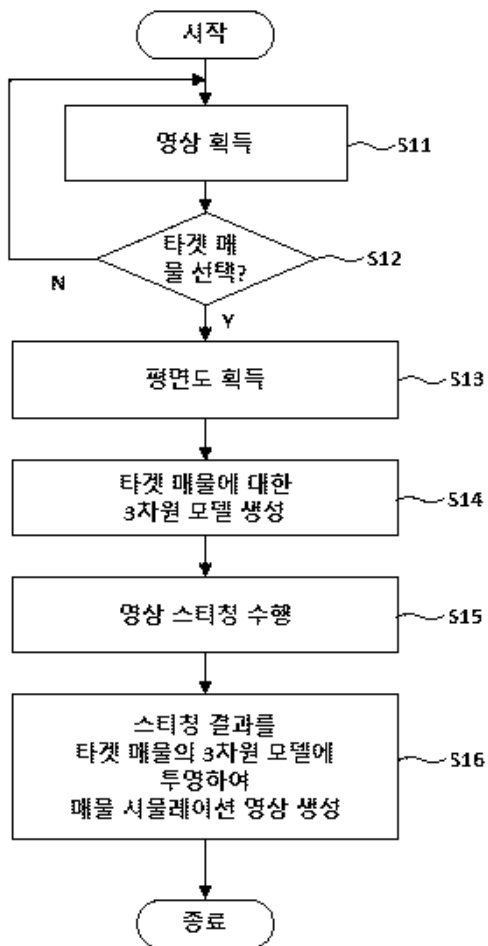 시작
영상 획득
S11
타겟 매
물 선택?
S12
N
Y
평면도 획득
S13
타겟 매물에 대한
3차원 모델 생성
S14
영상 스티칭 수행
S15
스티칭 결과를
타겟 매물의 3차원 모델에
투영하여
매물 시뮬레이션 영상 생성
S16
종료